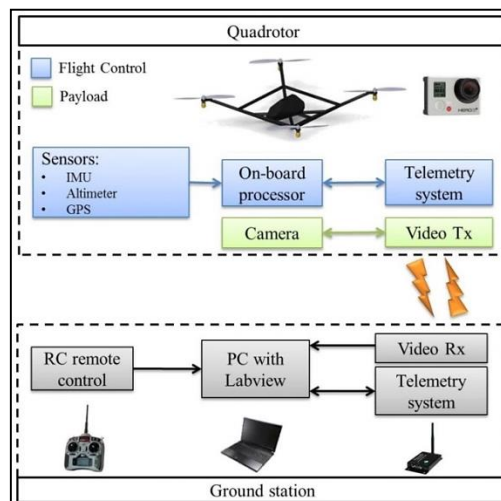 Quadrotor
Flight Control
Payload
Sensors:
• IMU
• Altimeter
• GPS
On-board
processor
Telemetry
system
Camera
Video Tx
RC remote
control
PC with
Labview
Video Rx
Telemetry
system
Ground station